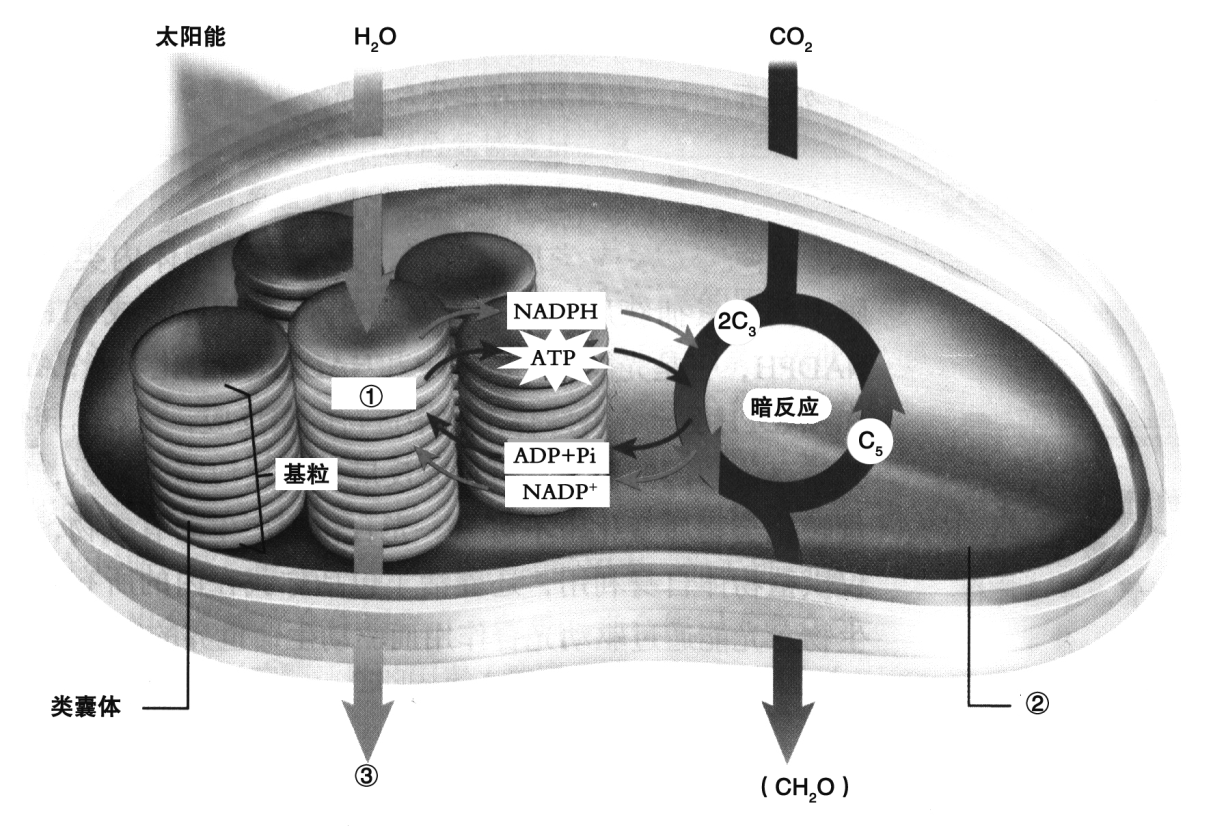 太阳能
H₂O
CO₂
NADPH
2C₃
ATP
①
暗反应
C₅
ADP+Pi
基粒
NADP⁺
类囊体
②
③
(CH₂O)